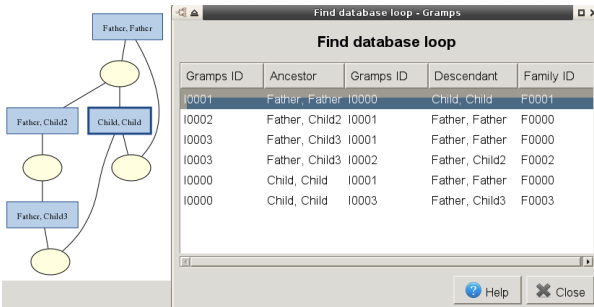 Father, Father
Father, Child2
Child, Child
Father, Child3
Find database loop - Gramps
Find database loop
Gramps ID Ancestor Gramps ID Descendant Family ID
I0001 Father, Father I0000 Child, Child F0001
I0002 Father, Child2 I0001 Father, Father F0000
I0003 Father, Child3 I0001 Father, Father F0000
I0003 Father, Child3 I0002 Father, Child2 F0002
I0000 Child, Child I0001 Father, Father F0000
I0000 Child, Child I0003 Father, Child3 F0003
Help Close